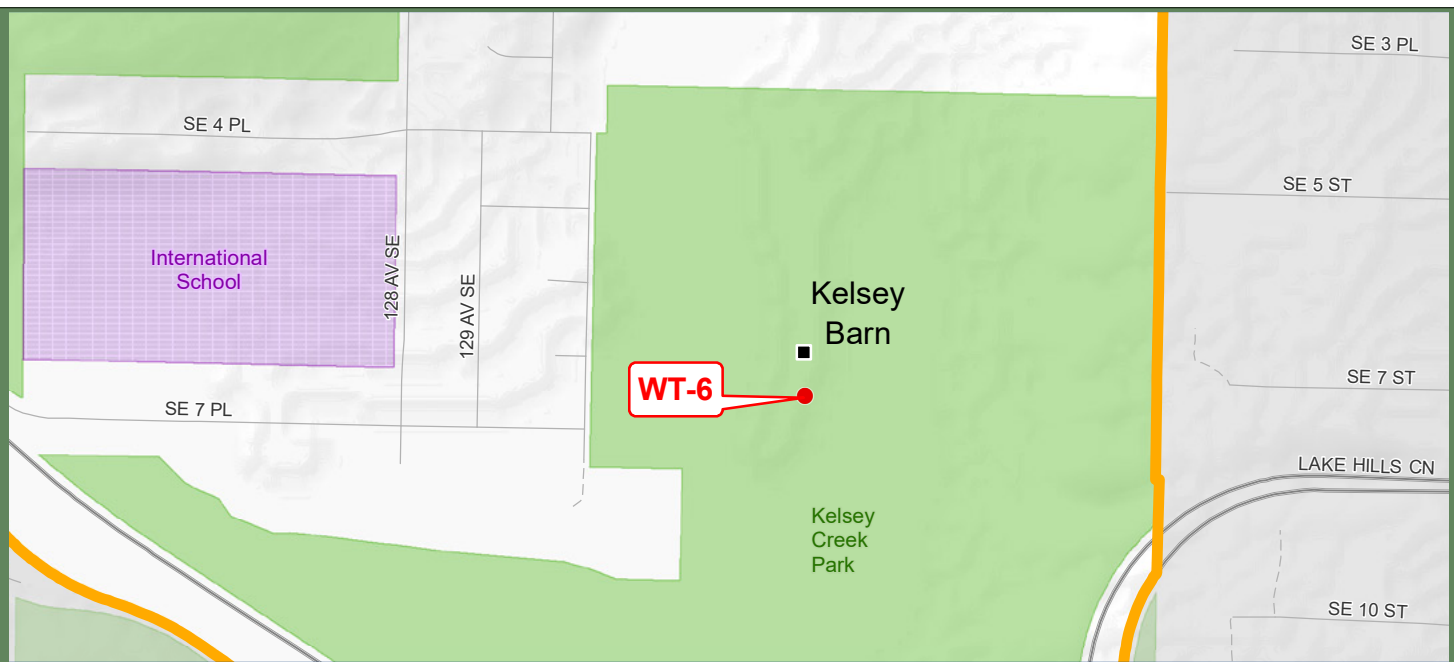 SE 3 PL
SE 4 PL
SE 5 ST
International
School
128 AV SE
129 AV SE
Kelsey
Barn
WT-6
SE 7 ST
SE 7 PL
LAKE HILLS CN
Kelsey
Creek
Park
SE 10 ST